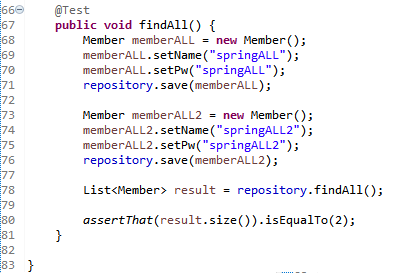 66 @Test
67 public void findAll() {
68 Member memberALL = new Member();
69 memberALL.setName("springALL");
70 memberALL.setPw("springALL");
71 repository.save(memberALL);
72
73 Member memberALL2 = new Member();
74 memberALL2.setName("springALL2");
75 memberALL2.setPw("springALL2");
76 repository.save(memberALL2);
77
78 List<Member> result = repository.findAll();
79
80 assertThat(result.size()).isEqualTo(2);
81 }
82
83 }